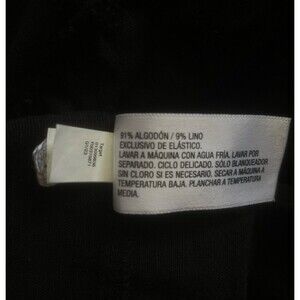 Target
91% ALGODÓN / 9% LINO
EXCLUSIVO DE ELÁSTICO.
LAVAR A MÁQUINA CON AGUA FRÍA. LAVAR POR
SEPARADO. CICLO DELICADO. SÓLO BLANQUEADOR
SIN CLORO SI ES NECESARIO. SECAR A MÁQUINA A
TEMPERATURA BAJA. PLANCHAR A TEMPERATURA
MEDIA.